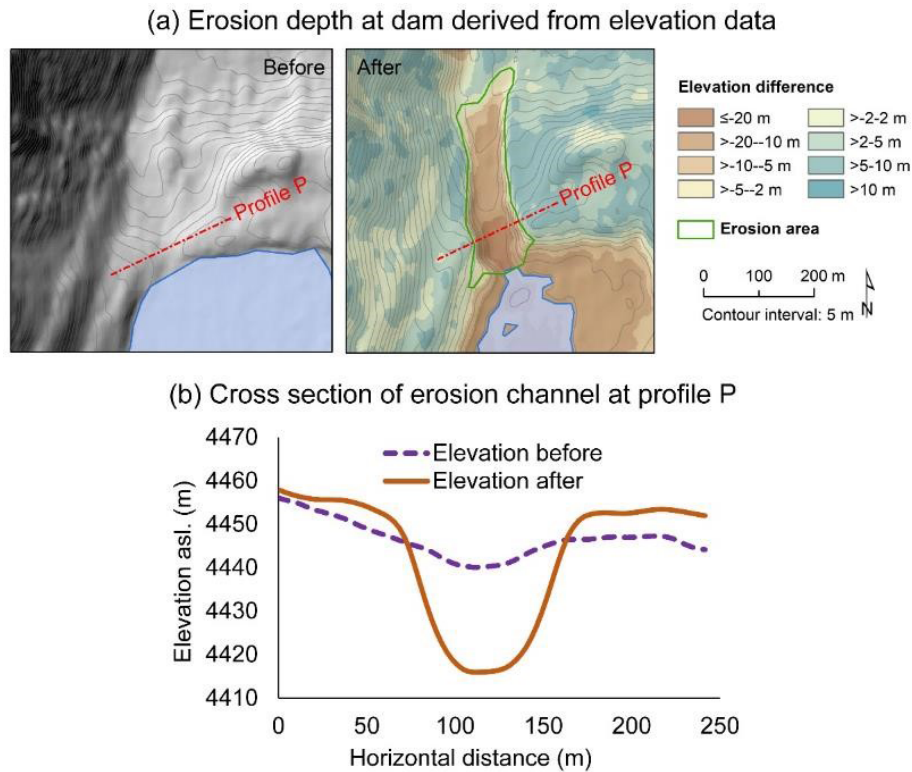 (a) Erosion depth at dam derived from elevation data
Before
Profile P
After
Profile P
Elevation difference
≤-20 m
>-20--10 m
>-10--5 m
>-5--2 m
>-2-2 m
>2-5 m
>5-10 m
>10 m
Erosion area
0 100 200 m
Contour interval: 5 m
N
(b) Cross section of erosion channel at profile P
Elevation before
Elevation after
Elevation asl. (m)
4470
4460
4450
4440
4430
4420
4410
0 50 100 150 200 250
Horizontal distance (m)